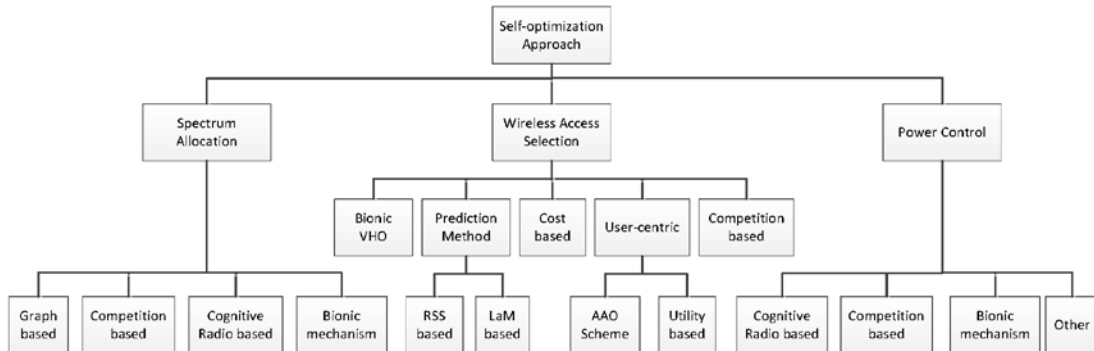 Self-optimization
Approach
Spectrum
Allocation
Wireless Access
Selection
Power Control
Bionic
VHO
Prediction
Method
Cost
based
User-centric
Competition
based
Graph
based
Competition
based
Cognitive
Radio based
Bionic
mechanism
RSS
based
LaM
based
AAO
Scheme
Utility
based
Cognitive
Radio based
Competition
based
Bionic
mechanism
Other